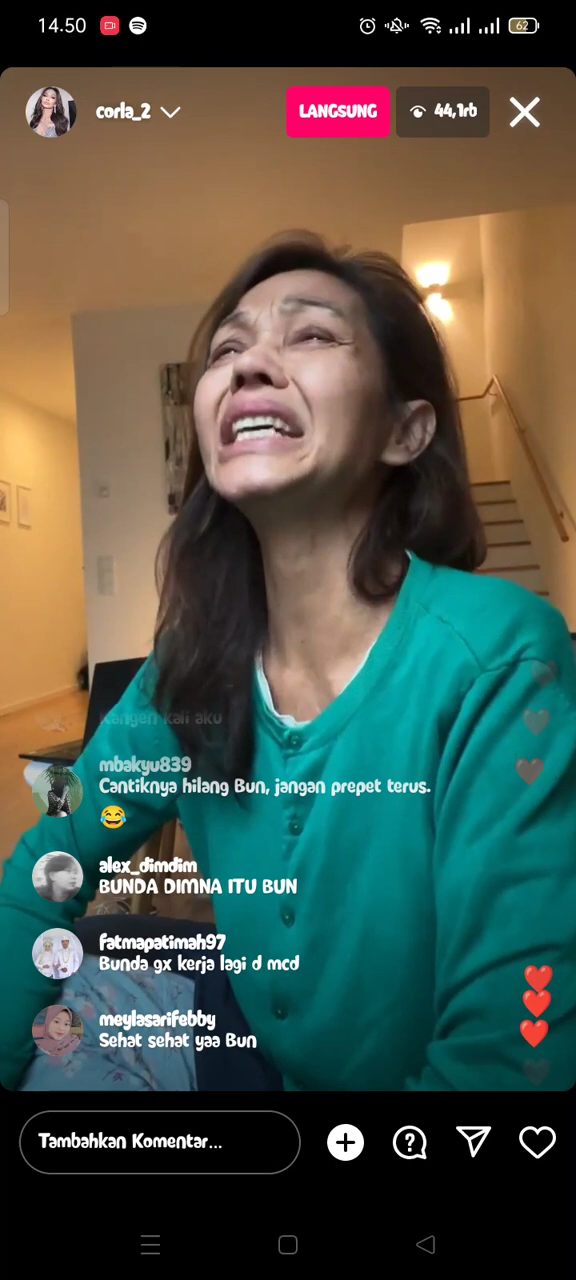 14.50
62
corla_2
LANGSUNG
44,1rb
Kangen kali aku
mbakyu839
Cantiknya hilang Bun, jangan prepet terus.
😂
alex_dimdim
BUNDA DIMNA ITU BUN
fatmapatimah97
Bunda gx kerja lagi d mcd
meylasarifebby
Sehat sehat yaa Bun
Tambahkan Komentar...